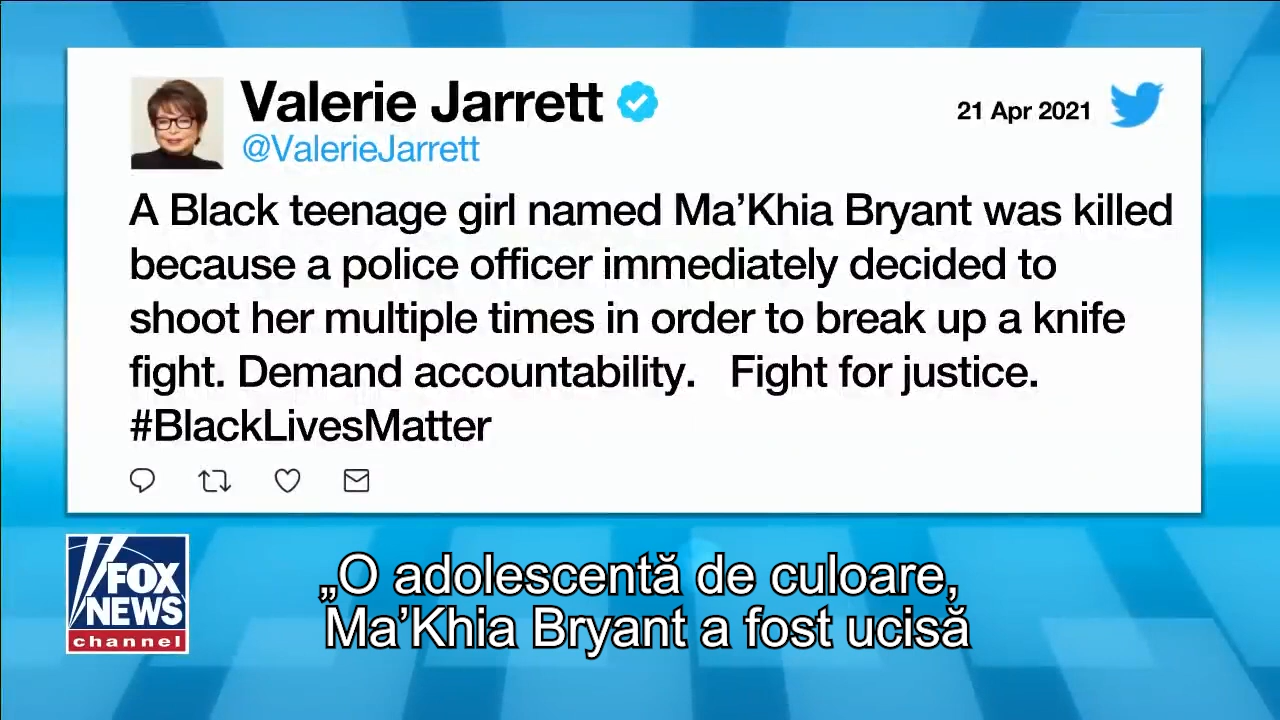 Valerie Jarrett
21 Apr 2021
@ValerieJarrett
A Black teenage girl named Ma’Khia Bryant was killed
because a police officer immediately decided to
shoot her multiple times in order to break up a knife
fight. Demand accountability.   Fight for justice.
#BlackLivesMatter
FOX
NEWS
channel
„O adolescentă de culoare,
Ma’Khia Bryant a fost ucisă